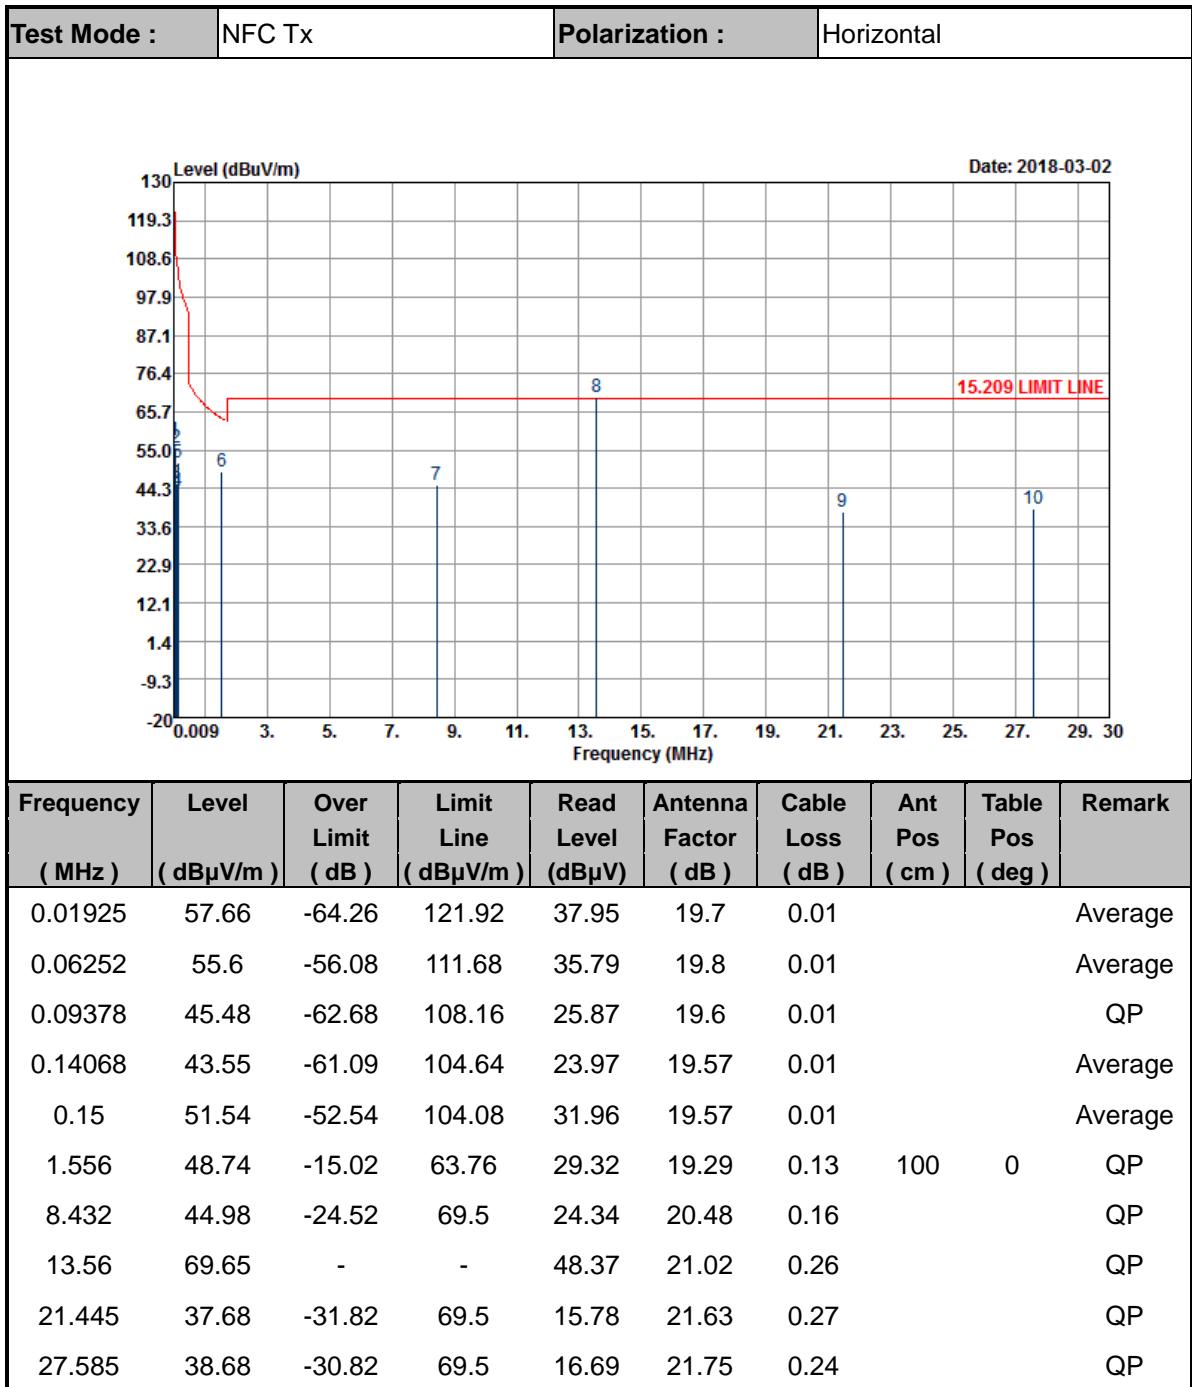 Test Mode : NFC Tx Polarization : Horizontal
Level (dBuV/m) Date: 2018-03-02
130
119.3
108.6
97.9
87.1
76.4
8 15.209 LIMIT LINE
65.7
55.0
6
7
44.3
9 10
33.6
22.9
12.1
1.4
-9.3
-20
0.009 3. 5. 7. 9. 11. 13. 15. 17. 19. 21. 23. 25. 27. 29. 30
Frequency (MHz)
Frequency Level Over Limit Read Antenna Cable Ant Table Remark
Limit Line Level Factor Loss Pos Pos
( MHz ) ( dBµV/m ) ( dB ) ( dBµV/m ) (dBµV) ( dB ) ( dB ) ( cm ) ( deg )
0.01925 57.66 -64.26 121.92 37.95 19.7 0.01 Average
0.06252 55.6 -56.08 111.68 35.79 19.8 0.01 Average
0.09378 45.48 -62.68 108.16 25.87 19.6 0.01 QP
0.14068 43.55 -61.09 104.64 23.97 19.57 0.01 Average
0.15 51.54 -52.54 104.08 31.96 19.57 0.01 Average
1.556 48.74 -15.02 63.76 29.32 19.29 0.13 100 0 QP
8.432 44.98 -24.52 69.5 24.34 20.48 0.16 QP
13.56 69.65 - - 48.37 21.02 0.26 QP
21.445 37.68 -31.82 69.5 15.78 21.63 0.27 QP
27.585 38.68 -30.82 69.5 16.69 21.75 0.24 QP